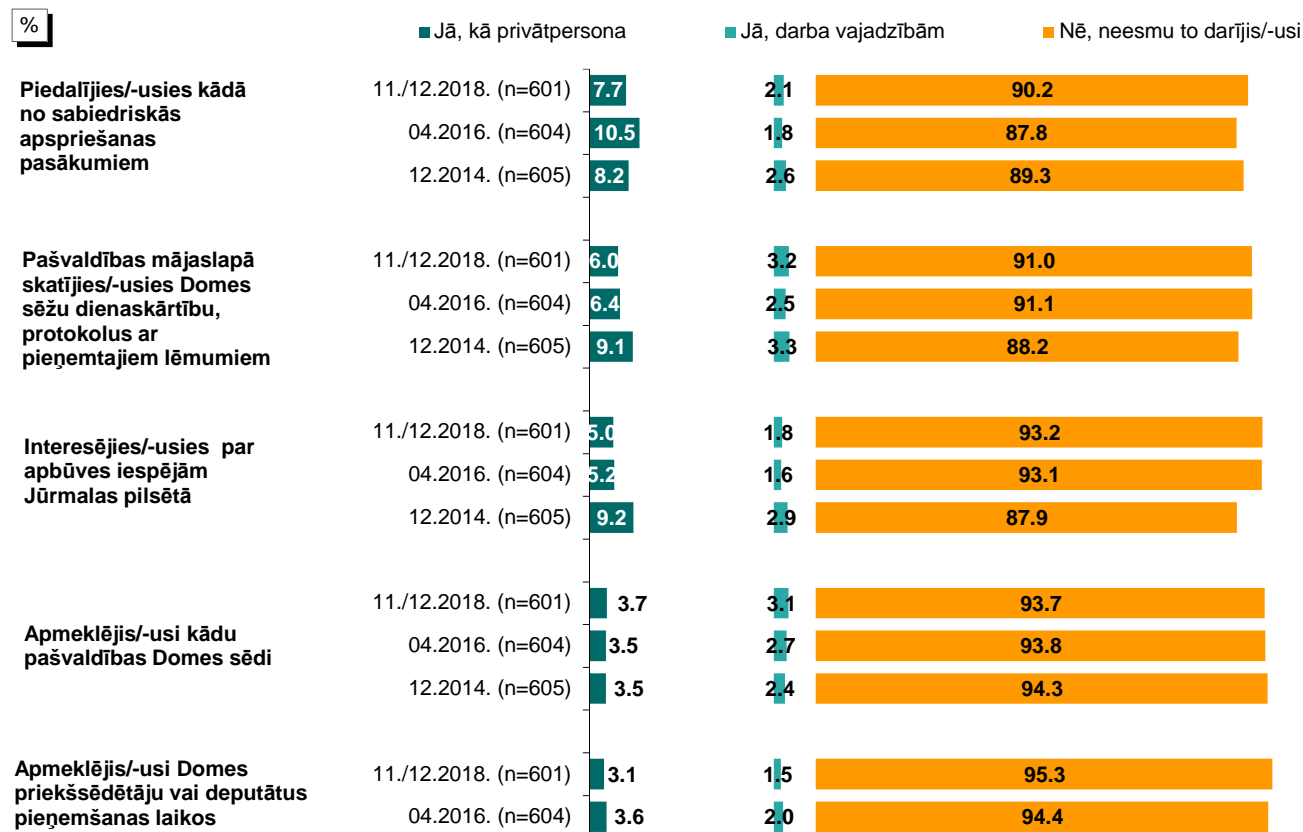 %
Jā, kā privātpersona Jā, darba vajadzībām Nē, neesmu to darījis/-usi
Piedalījies/-usies kādā
no sabiedriskās
apspriešanas
pasākumiem
11./12.2018. (n=601) 7.7 2.1 90.2
04.2016. (n=604) 10.5 1.8 87.8
12.2014. (n=605) 8.2 2.6 89.3
Pašvaldības mājaslapā
skatījies/-usies Domes
sēžu dienaskārtību,
protokolus ar
pieņemtajiem lēmumiem
11./12.2018. (n=601) 6.0 3.2 91.0
04.2016. (n=604) 6.4 2.5 91.1
12.2014. (n=605) 9.1 3.3 88.2
Interesējies/-usies par
apbūves iespējām
Jūrmalas pilsētā
11./12.2018. (n=601) 5.0 1.8 93.2
04.2016. (n=604) 5.2 1.6 93.1
12.2014. (n=605) 9.2 2.9 87.9
Apmeklējis/-usi kādu
pašvaldības Domes sēdi
11./12.2018. (n=601) 3.7 3.1 93.7
04.2016. (n=604) 3.5 2.7 93.8
12.2014. (n=605) 3.5 2.4 94.3
Apmeklējis/-usi Domes
priekšsēdētāju vai deputātus
pieņemšanas laikos
11./12.2018. (n=601) 3.1 1.5 95.3
04.2016. (n=604) 3.6 2.0 94.4